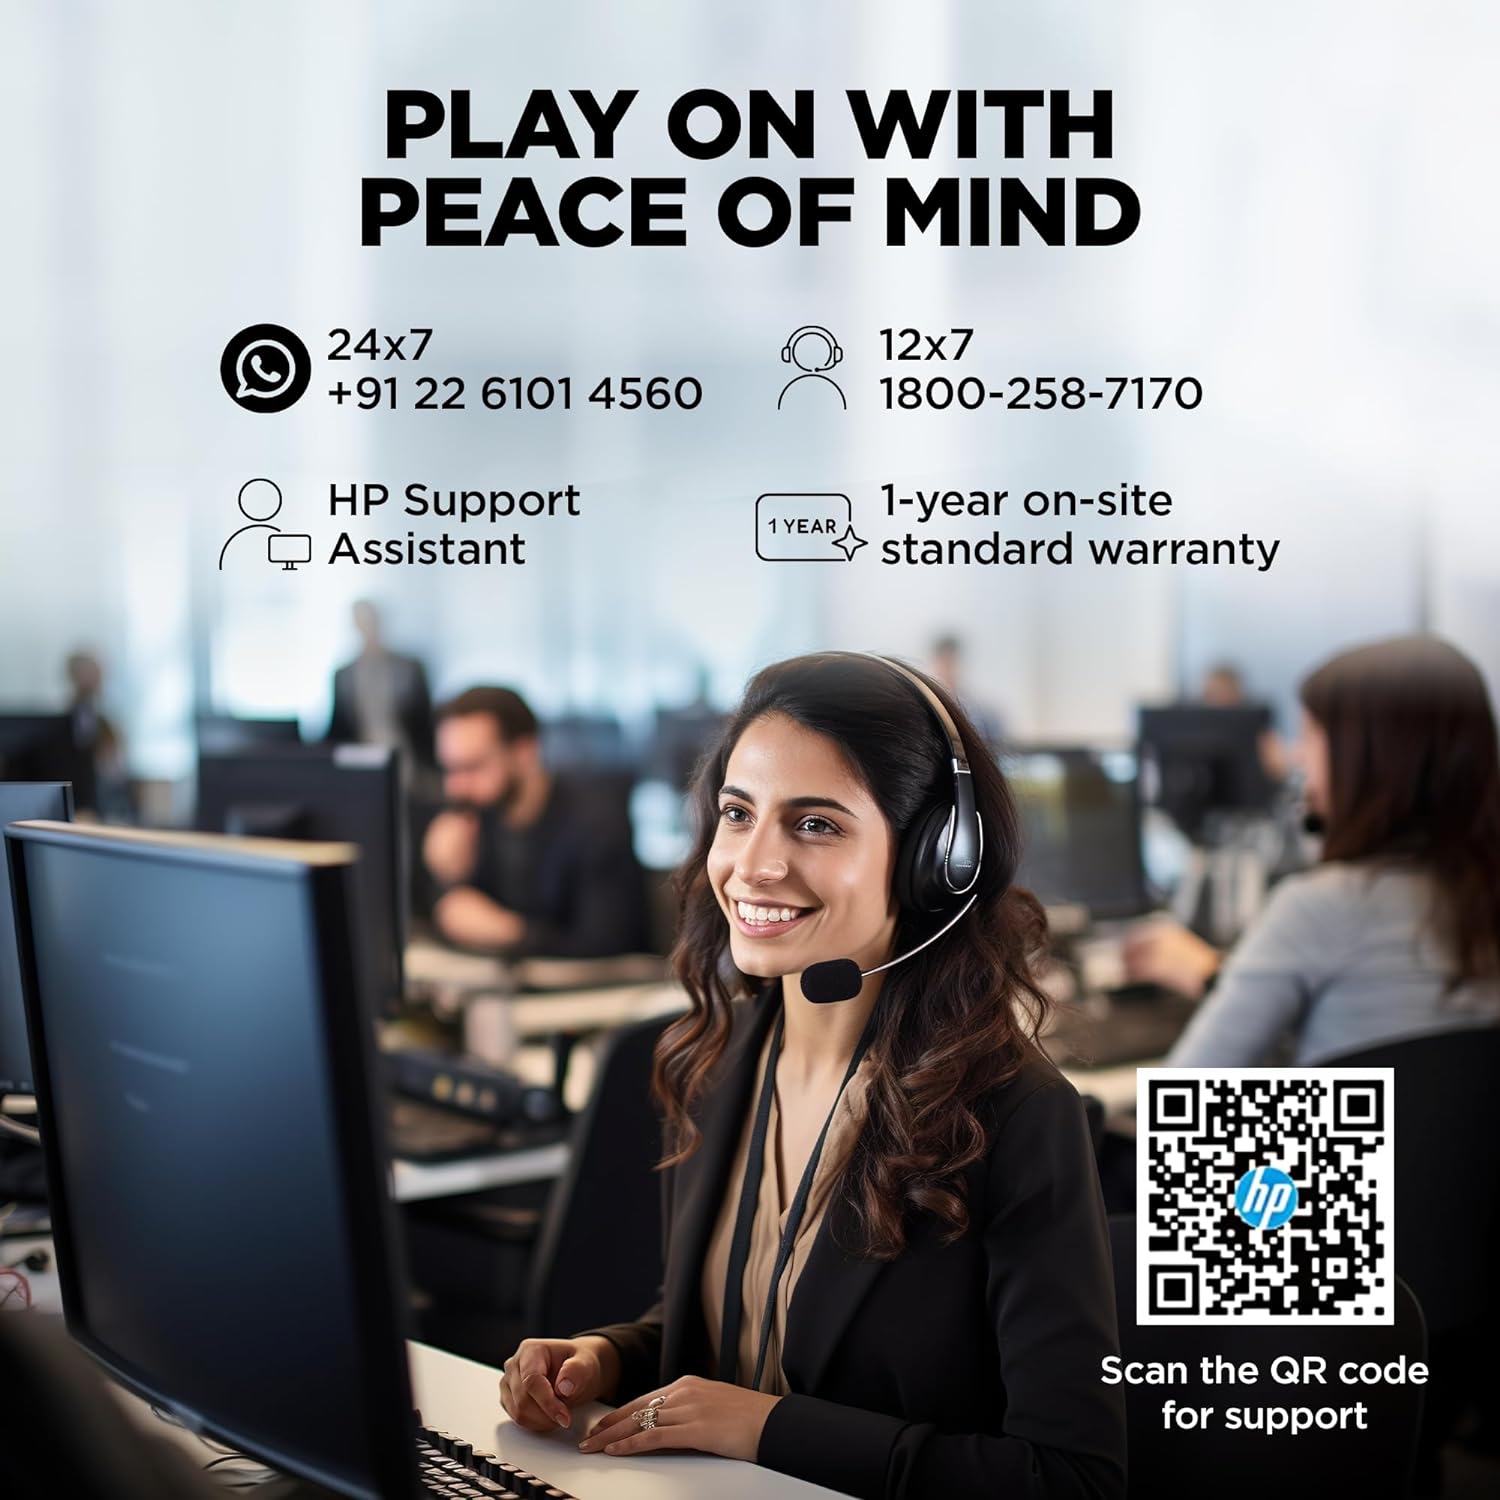 PLAY ON WITH
PEACE OF MIND
24x7
+91 22 6101 4560
12x7
1800-258-7170
HP Support
Assistant
1 YEAR
1-year on-site
standard warranty
hp
Scan the QR code
for support